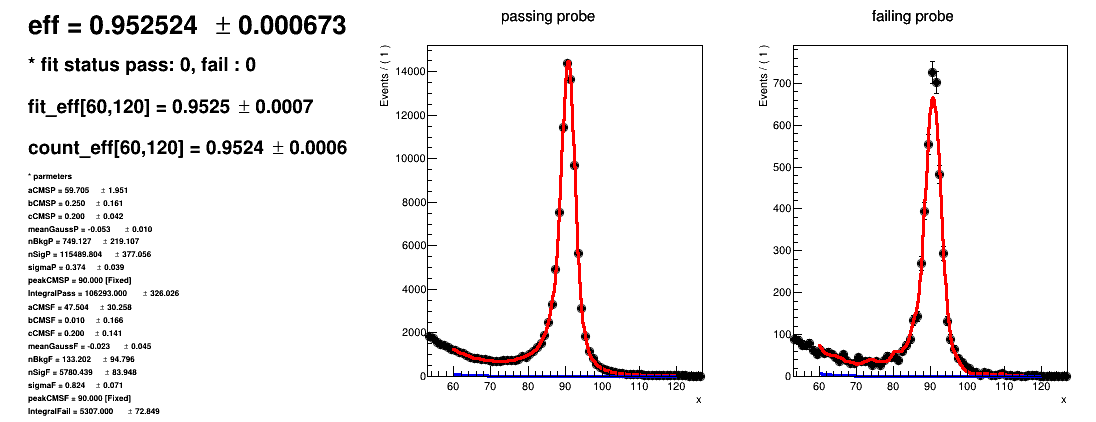 eff = 0.952524 ± 0.000673
* fit status pass: 0, fail : 0
fit_eff[60,120] = 0.9525 ± 0.0007
count_eff[60,120] = 0.9524 ± 0.0006
* parmeters
aCMSP = 59.705 ± 1.951
bCMSP = 0.250 ± 0.161
cCMSP = 0.200 ± 0.042
meanGaussP = -0.053 ± 0.010
nBkgP = 749.127 ± 219.107
nSigP = 115489.804 ± 377.056
sigmaP = 0.374 ± 0.039
peakCMSP = 90.000 [Fixed]
IntegralPass = 106293.000 ± 326.026
aCMSF = 47.504 ± 30.258
bCMSF = 0.010 ± 0.166
cCMSF = 0.200 ± 0.141
meanGaussF = -0.023 ± 0.045
nBkgF = 133.202 ± 94.796
nSigF = 5780.439 ± 83.948
sigmaF = 0.824 ± 0.071
peakCMSF = 90.000 [Fixed]
IntegralFail = 5307.000 ± 72.849
passing probe
Events / ( 1 )
14000
12000
10000
8000
6000
4000
2000
0
60 70 80 90 100 110 120
x
failing probe
Events / ( 1 )
700
600
500
400
300
200
100
0
60 70 80 90 100 110 120
x